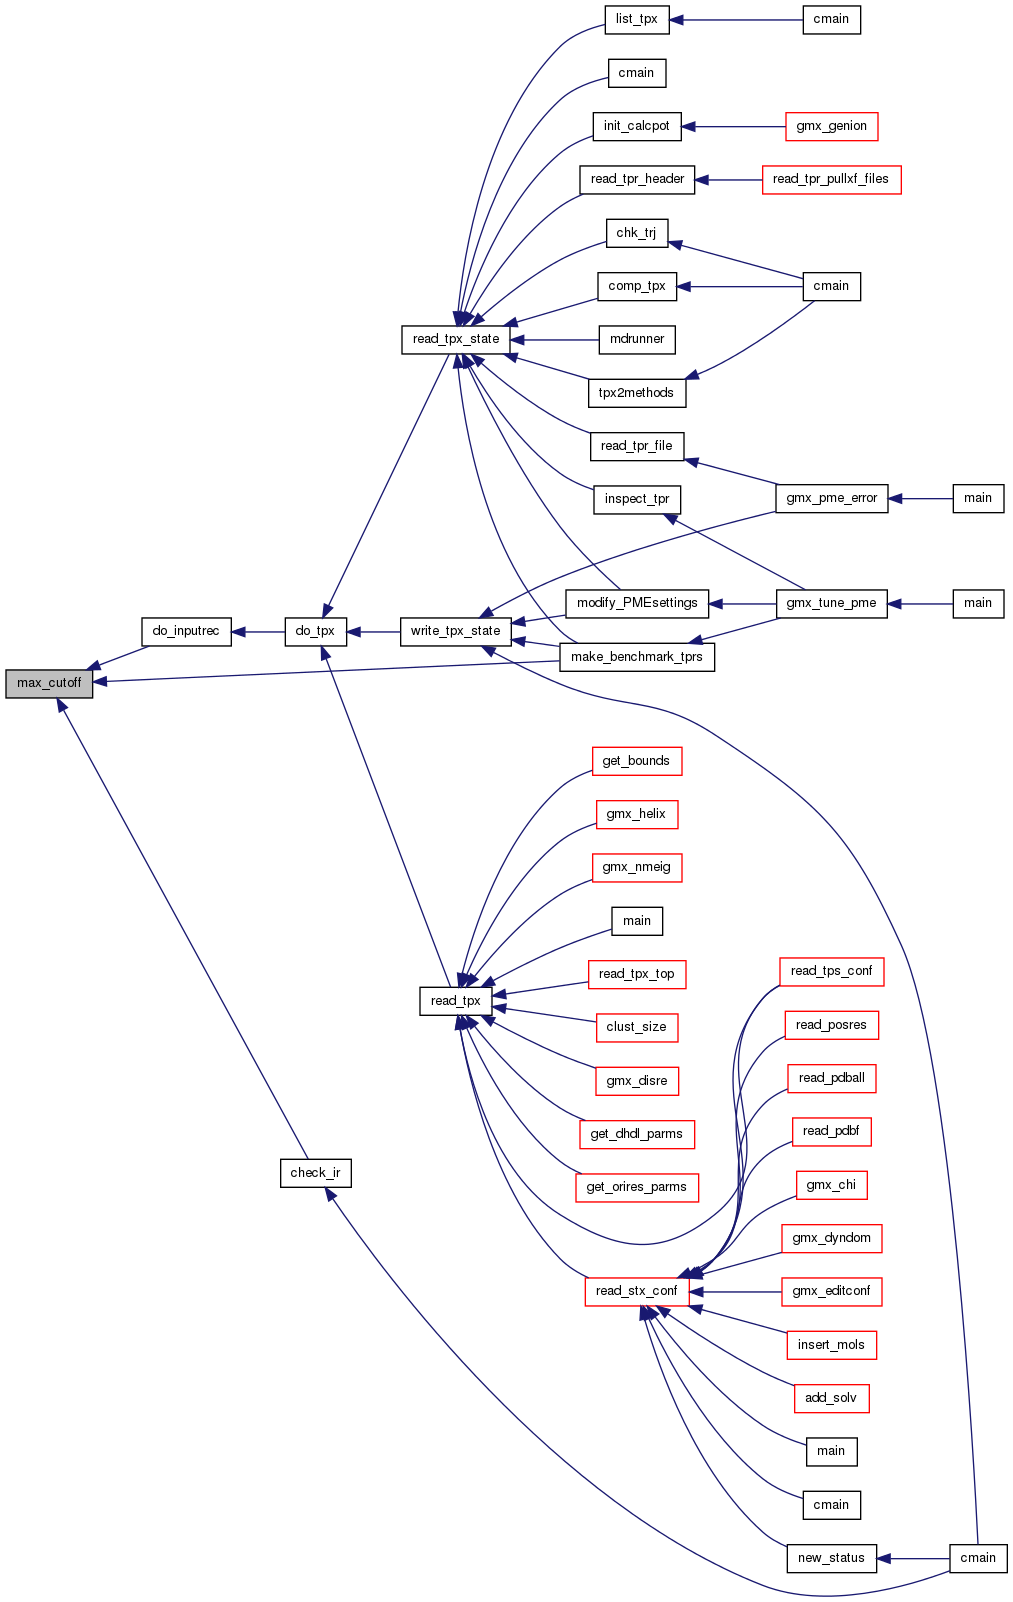 list_tpx
cmain
cmain
init_calcpot
gmx_genion
read_tpr_header
read_tpr_pullxf_files
chk_trj
comp_tpx
cmain
read_tpx_state
mdrunner
tpx2methods
read_tpr_file
inspect_tpr
gmx_pme_error
main
modify_PMEsettings
gmx_tune_pme
main
do_inputrec
do_tpx
write_tpx_state
make_benchmark_tprs
max_cutoff
get_bounds
gmx_helix
gmx_nmeig
main
read_tpx_top
read_tps_conf
read_tpx
clust_size
read_posres
gmx_disre
read_pdball
get_dhdl_parms
read_pdbf
check_ir
get_orires_parms
gmx_chi
gmx_dyndom
read_stx_conf
gmx_editconf
insert_mols
add_solv
main
cmain
new_status
cmain